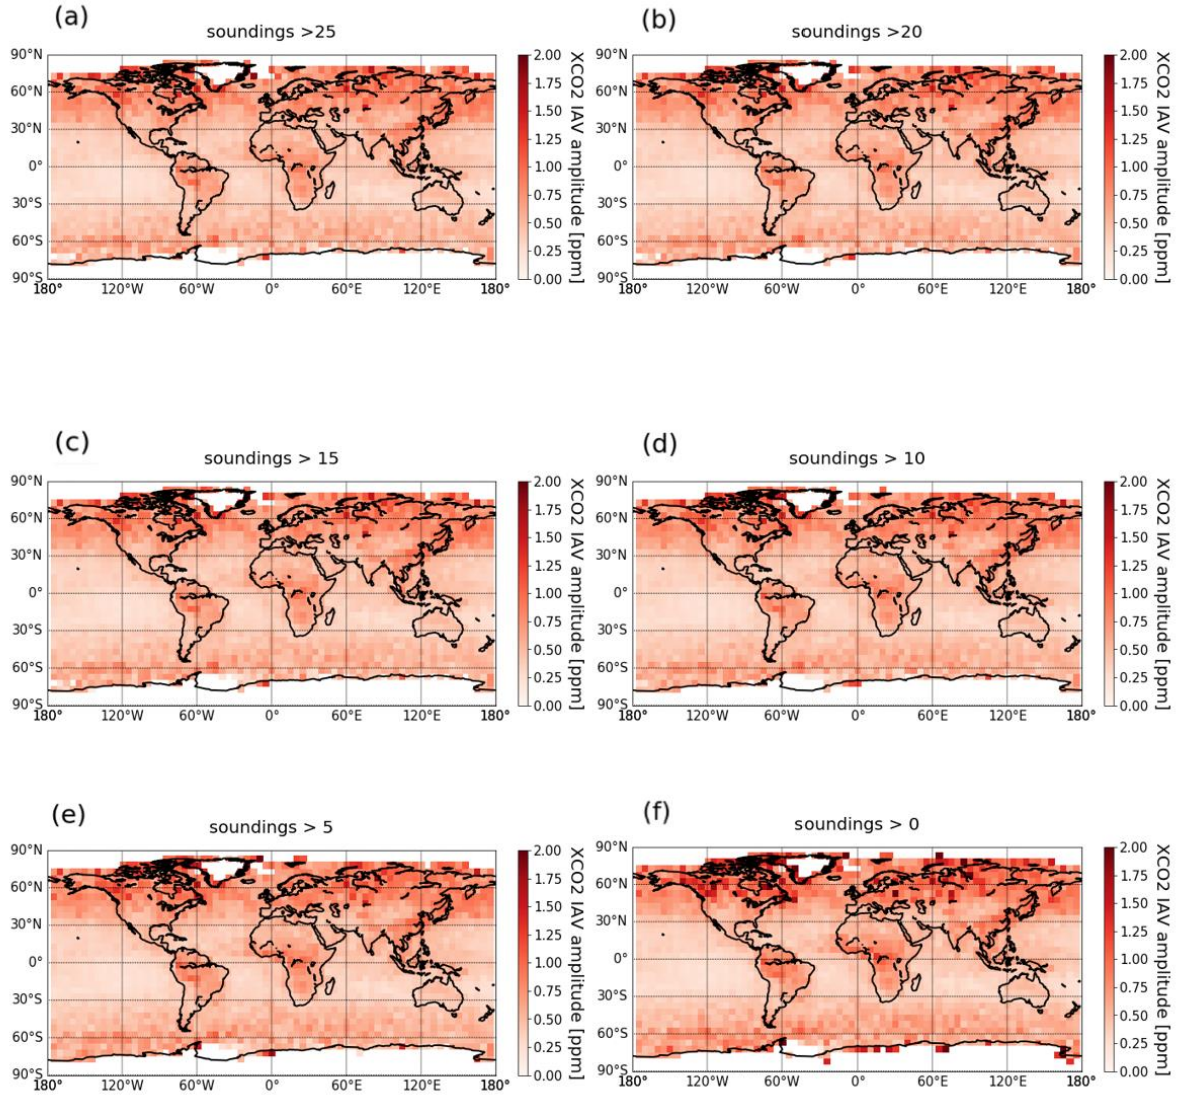 (a)
soundings >25
90°N
60°N
30°N
0°
30°S
60°S
90°S
180° 120°W 60°W 0° 60°E 120°E 180°
2.00
1.75
1.50
1.25
1.00
0.75
0.50
0.25
0.00
XCO2 IAV amplitude [ppm]
(b)
soundings >20
90°N
60°N
30°N
0°
30°S
60°S
90°S
180° 120°W 60°W 0° 60°E 120°E 180°
2.00
1.75
1.50
1.25
1.00
0.75
0.50
0.25
0.00
XCO2 IAV amplitude [ppm]
(c)
soundings > 15
90°N
60°N
30°N
0°
30°S
60°S
90°S
180° 120°W 60°W 0° 60°E 120°E 180°
2.00
1.75
1.50
1.25
1.00
0.75
0.50
0.25
0.00
XCO2 IAV amplitude [ppm]
(d)
soundings > 10
90°N
60°N
30°N
0°
30°S
60°S
90°S
180° 120°W 60°W 0° 60°E 120°E 180°
2.00
1.75
1.50
1.25
1.00
0.75
0.50
0.25
0.00
XCO2 IAV amplitude [ppm]
(e)
soundings > 5
90°N
60°N
30°N
0°
30°S
60°S
90°S
180° 120°W 60°W 0° 60°E 120°E 180°
2.00
1.75
1.50
1.25
1.00
0.75
0.50
0.25
0.00
XCO2 IAV amplitude [ppm]
(f)
soundings > 0
90°N
60°N
30°N
0°
30°S
60°S
90°S
180° 120°W 60°W 0° 60°E 120°E 180°
2.00
1.75
1.50
1.25
1.00
0.75
0.50
0.25
0.00
XCO2 IAV amplitude [ppm]